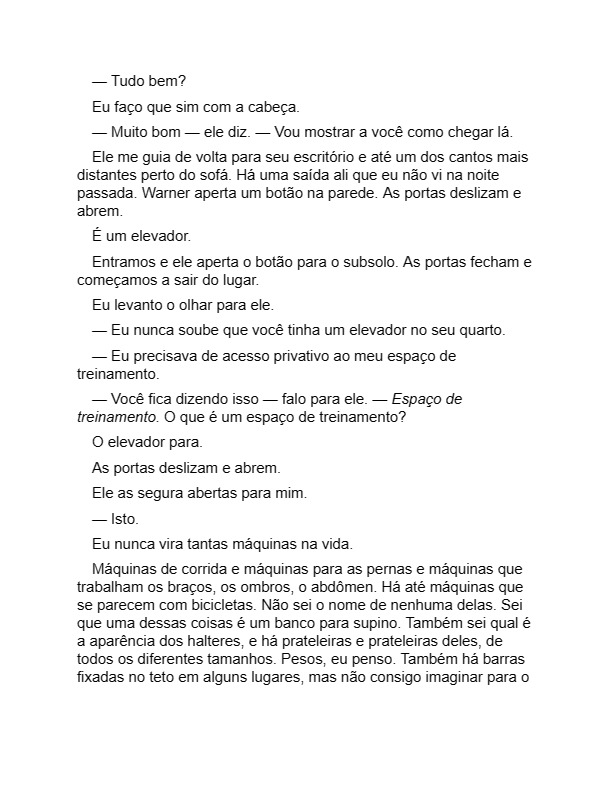 — Tudo bem?
Eu faço que sim com a cabeça.
— Muito bom — ele diz. — Vou mostrar a você como chegar lá.
Ele me guia de volta para seu escritório e até um dos cantos mais
distantes perto do sofá. Há uma saída ali que eu não vi na noite
passada. Warner aperta um botão na parede. As portas deslizam e
abrem.
É um elevador.
Entramos e ele aperta o botão para o subsolo. As portas fecham e
começamos a sair do lugar.
Eu levanto o olhar para ele.
— Eu nunca soube que você tinha um elevador no seu quarto.
— Eu precisava de acesso privativo ao meu espaço de
treinamento.
— Você fica dizendo isso — falo para ele. — Espaço de
treinamento. O que é um espaço de treinamento?
O elevador para.
As portas deslizam e abrem.
Ele as segura abertas para mim.
— Isto.
Eu nunca vira tantas máquinas na vida.
Máquinas de corrida e máquinas para as pernas e máquinas que
trabalham os braços, os ombros, o abdômen. Há até máquinas que
se parecem com bicicletas. Não sei o nome de nenhuma delas. Sei
que uma dessas coisas é um banco para supino. Também sei qual é
a aparência dos halteres, e há prateleiras e prateleiras deles, de
todos os diferentes tamanhos. Pesos, eu penso. Também há barras
fixadas no teto em alguns lugares, mas não consigo imaginar para o